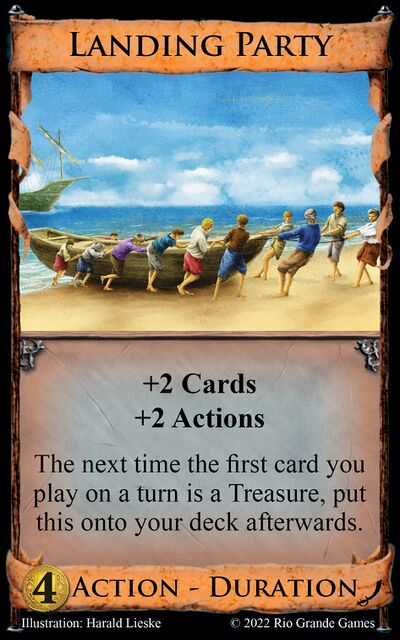 LANDING PARTY
+2 Cards
+2 Actions
The next time the first card you
play on a turn is a Treasure, put
this onto your deck afterwards.
4 ACTION - DURATION
Illustration: Harald Lieske © 2022 Rio Grande Games